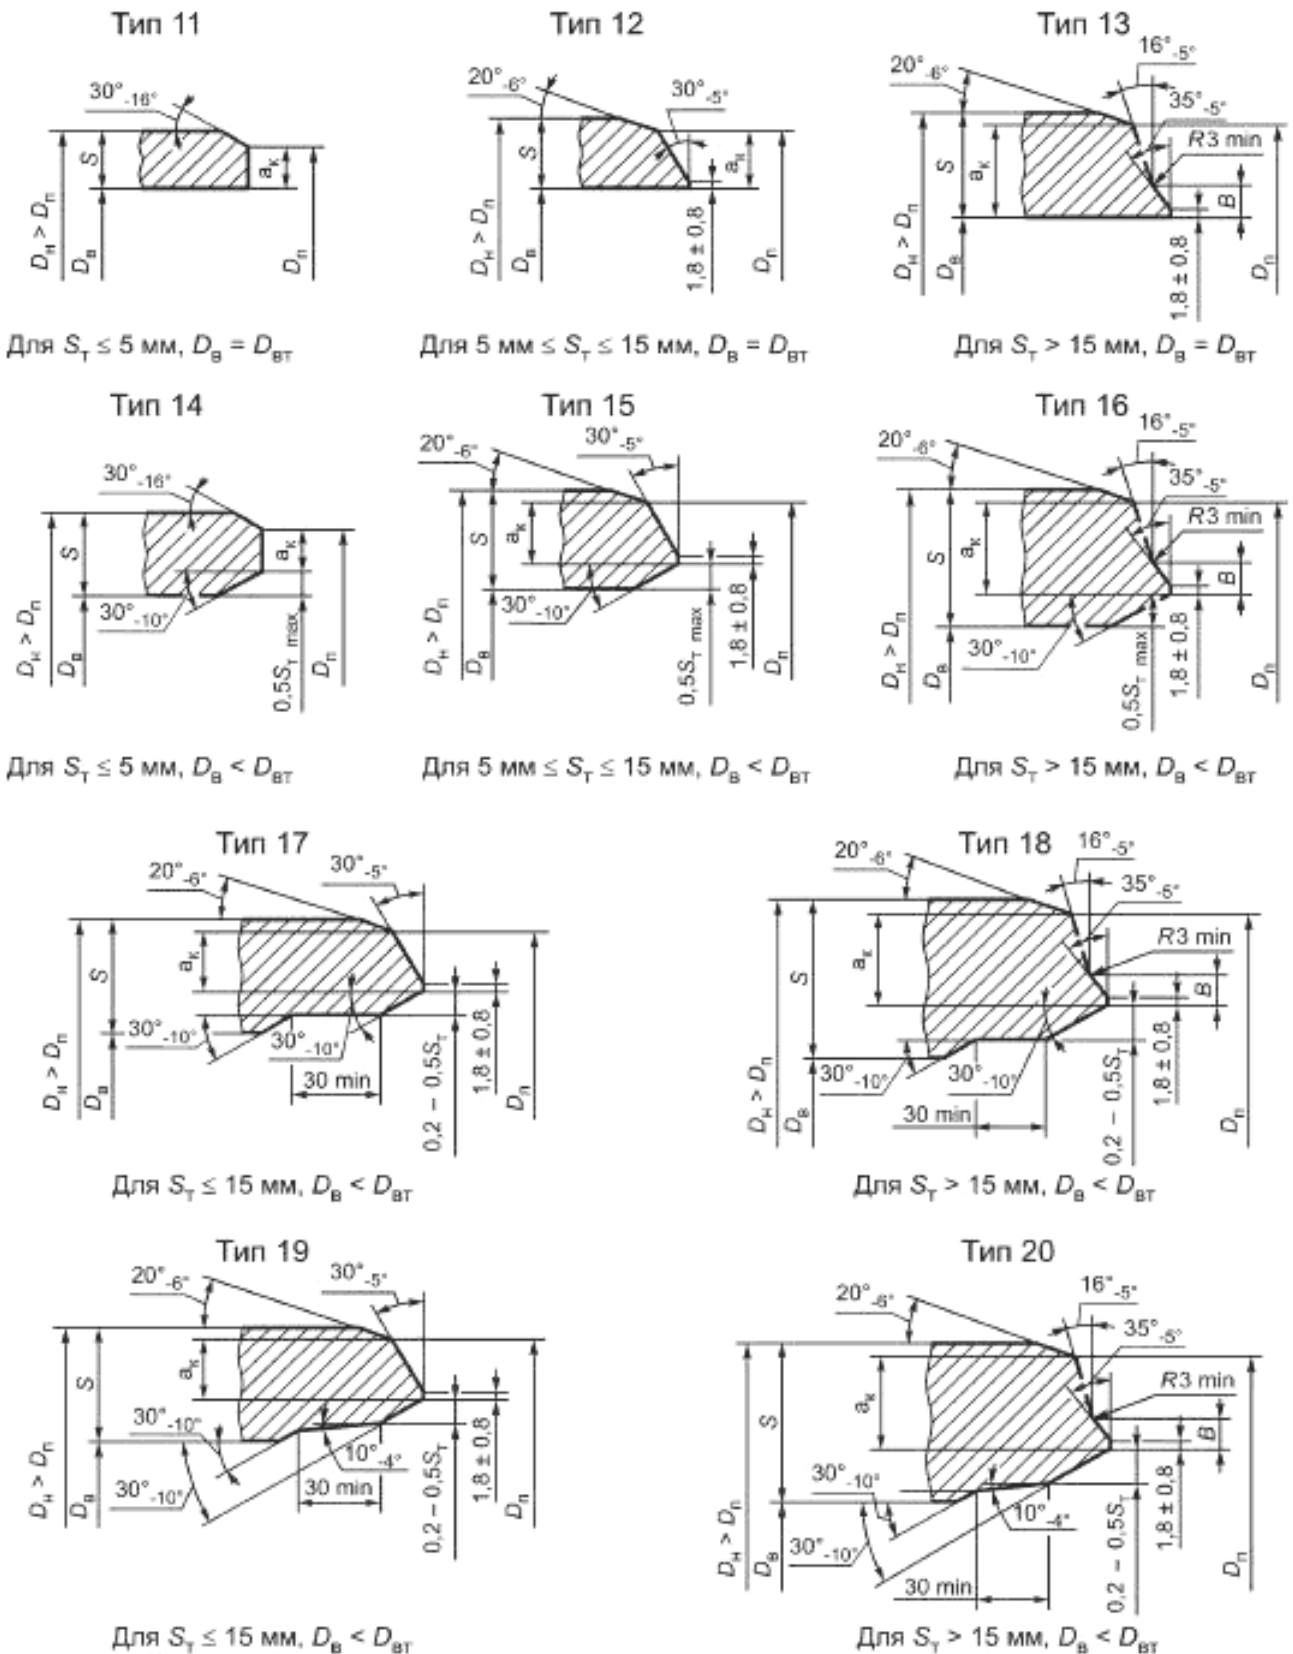 Тип 11
30°₋₁₆°
S
aₖ
Dₙ > Dₚ
Dᵦ
Dₚ
Для Sₜ ≤ 5 мм, Dв = Dвт
Тип 12
20°₋₆°
30°₋₅°
S
aк
Dн > Dп
Dв
1,8 ± 0,8
Dп
Для 5 мм ≤ Sт ≤ 15 мм, Dв = Dвт
Тип 13
16°₋₅°
20°₋₆°
35°₋₅°
R3 min
S
aк
B
Dн > Dп
Dв
1,8 ± 0,8
Dп
Для Sт > 15 мм, Dв = Dвт
Тип 14
30°₋₁₆°
S
aк
30°₋₁₀°
Dн > Dп
Dв
0,5Sт max
Dп
Для Sт ≤ 5 мм, Dв < Dвт
Тип 15
20°₋₆°
30°₋₅°
S
aк
30°₋₁₀°
Dн > Dп
Dв
0,5Sт max
1,8 ± 0,8
Dп
Для 5 мм ≤ Sт ≤ 15 мм, Dв < Dвт
Тип 16
16°₋₅°
20°₋₆°
35°₋₅°
R3 min
S
aк
B
30°₋₁₀°
Dн > Dп
Dв
0,5Sт max
1,8 ± 0,8
Dп
Для Sт > 15 мм, Dв < Dвт
Тип 17
20°₋₆°
30°₋₅°
S
aк
30°₋₁₀°
30°₋₁₀°
30 min
Dн > Dп
Dв
0,2 – 0,5Sт
1,8 ± 0,8
Dп
Для Sт ≤ 15 мм, Dв < Dвт
Тип 18
16°₋₅°
20°₋₆°
35°₋₅°
R3 min
S
aк
B
30°₋₁₀°
30°₋₁₀°
30 min
Dн > Dп
Dв
0,2 – 0,5Sт
1,8 ± 0,8
Dп
Для Sт > 15 мм, Dв < Dвт
Тип 19
20°₋₆°
30°₋₅°
S
aк
30°₋₁₀°
30°₋₁₀°
10°₋₄°
30 min
Dн > Dп
Dв
0,2 – 0,5Sт
1,8 ± 0,8
Dп
Для Sт ≤ 15 мм, Dв < Dвт
Тип 20
16°₋₅°
20°₋₆°
35°₋₅°
R3 min
S
aк
B
30°₋₁₀°
30°₋₁₀°
10°₋₄°
30 min
Dн > Dп
Dв
0,2 – 0,5Sт
1,8 ± 0,8
Dп
Для Sт > 15 мм, Dв < Dвт